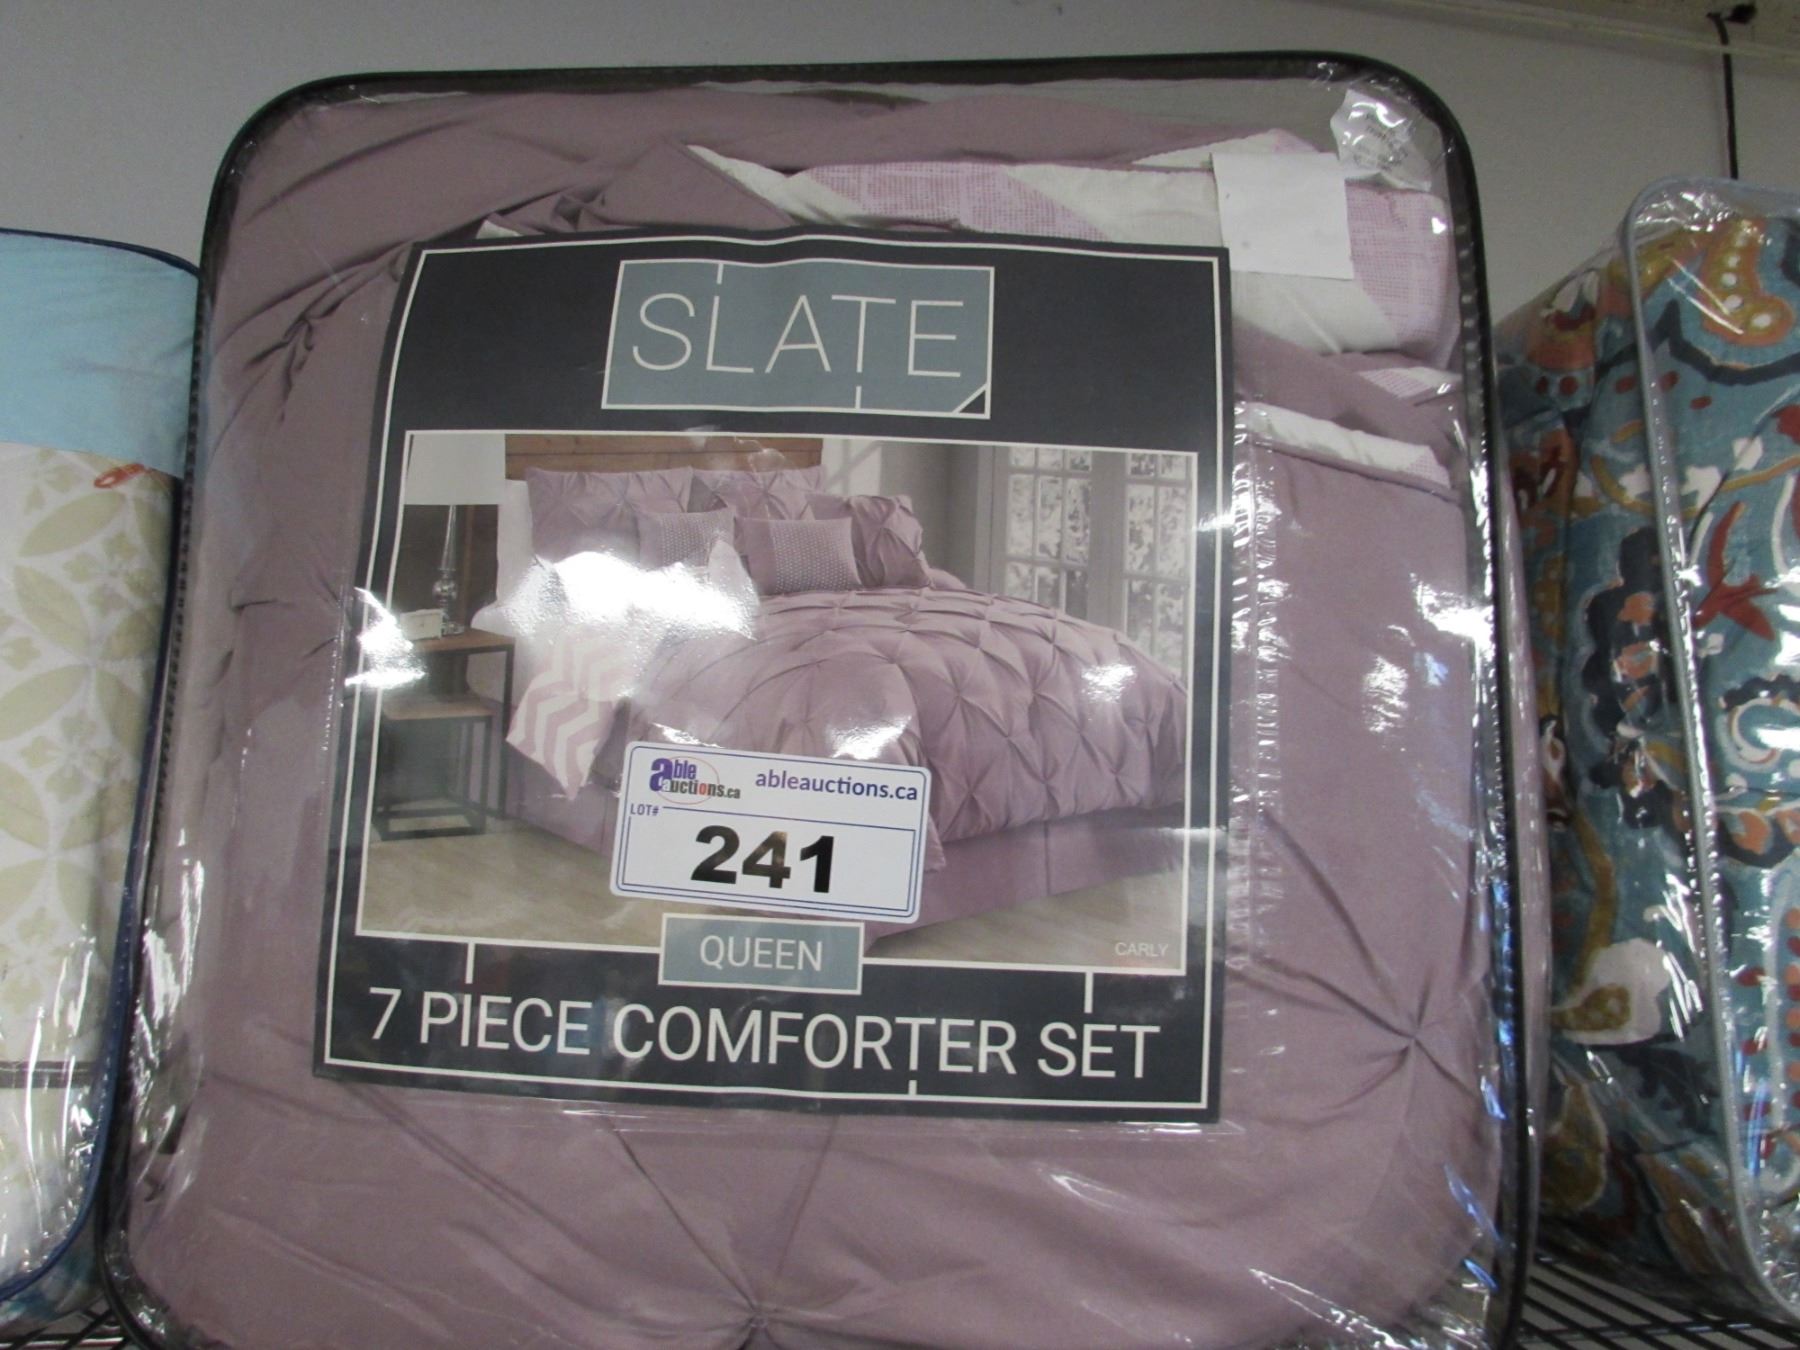 SLATE
able
auctions.ca
ableauctions.ca
LOT#
241
QUEEN
CARLY
7 PIECE COMFORTER SET